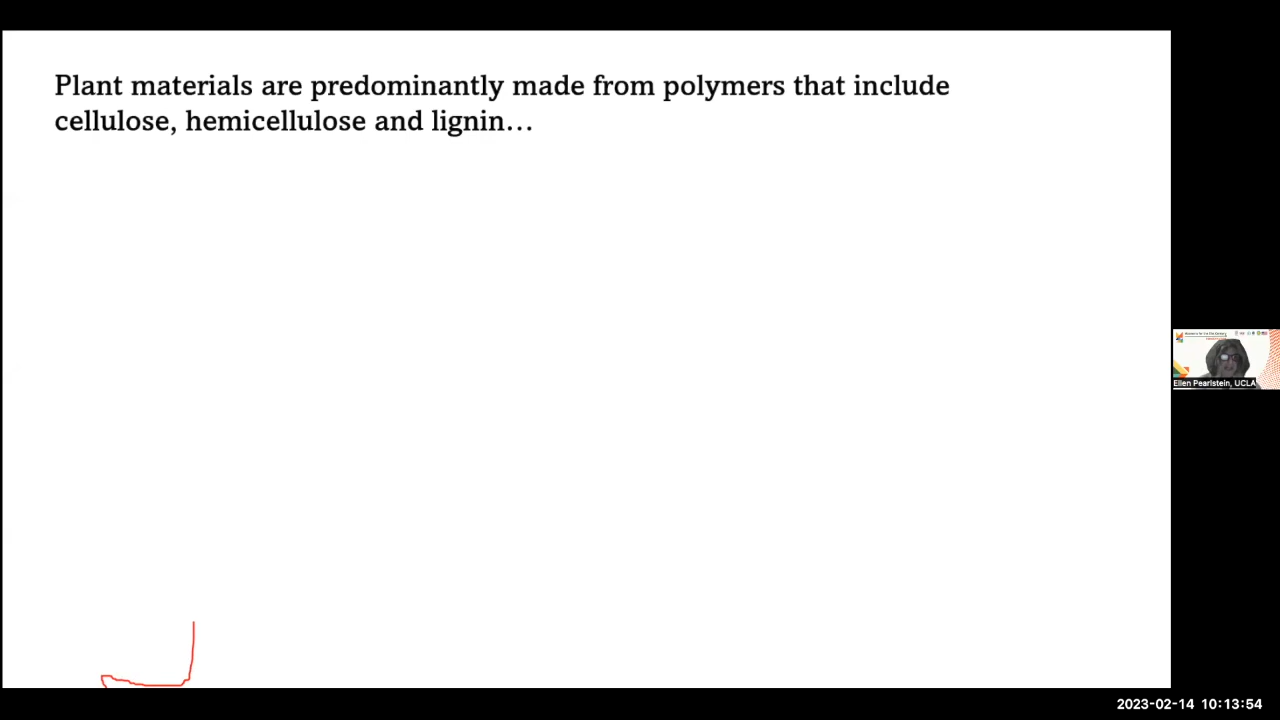 Plant materials are predominantly made from polymers that include
cellulose, hemicellulose and lignin…
Ellen Pearlstein, UCLA
2023-02-14 10:13:54